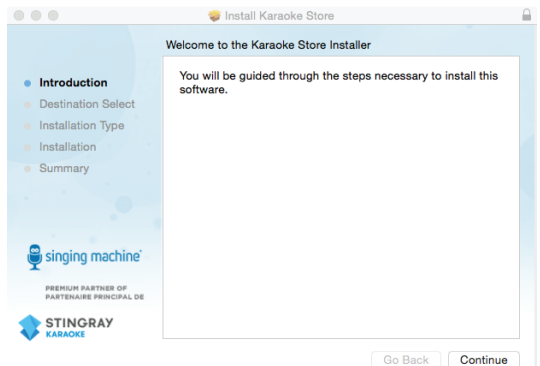 Install Karaoke Store
Welcome to the Karaoke Store Installer
Introduction
Destination Select
Installation Type
Installation
Summary
You will be guided through the steps necessary to install this
software.
singing machine
PREMIUM PARTNER OF
PARTENAIRE PRINCIPAL DE
STINGRAY
KARAOKE
Go Back
Continue